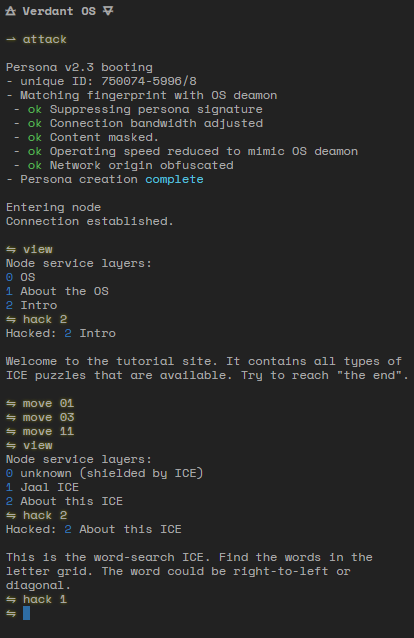 Verdant OS
→ attack
Persona v2.3 booting
- unique ID: 750074-5996/8
- Matching fingerprint with OS deamon
- ok Suppressing persona signature
- ok Connection bandwidth adjusted
- ok Content masked.
- ok Operating speed reduced to mimic OS deamon
- ok Network origin obfuscated
- Persona creation complete
Entering node
Connection established.
⇋ view
Node service layers:
0 OS
1 About the OS
2 Intro
⇋ hack 2
Hacked: 2 Intro
Welcome to the tutorial site. It contains all types of
ICE puzzles that are available. Try to reach "the end".
⇋ move 01
⇋ move 03
⇋ move 11
⇋ view
Node service layers:
0 unknown (shielded by ICE)
1 Jaal ICE
2 About this ICE
⇋ hack 2
Hacked: 2 About this ICE
This is the word-search ICE. Find the words in the
letter grid. The word could be right-to-left or
diagonal.
⇋ hack 1
⇋